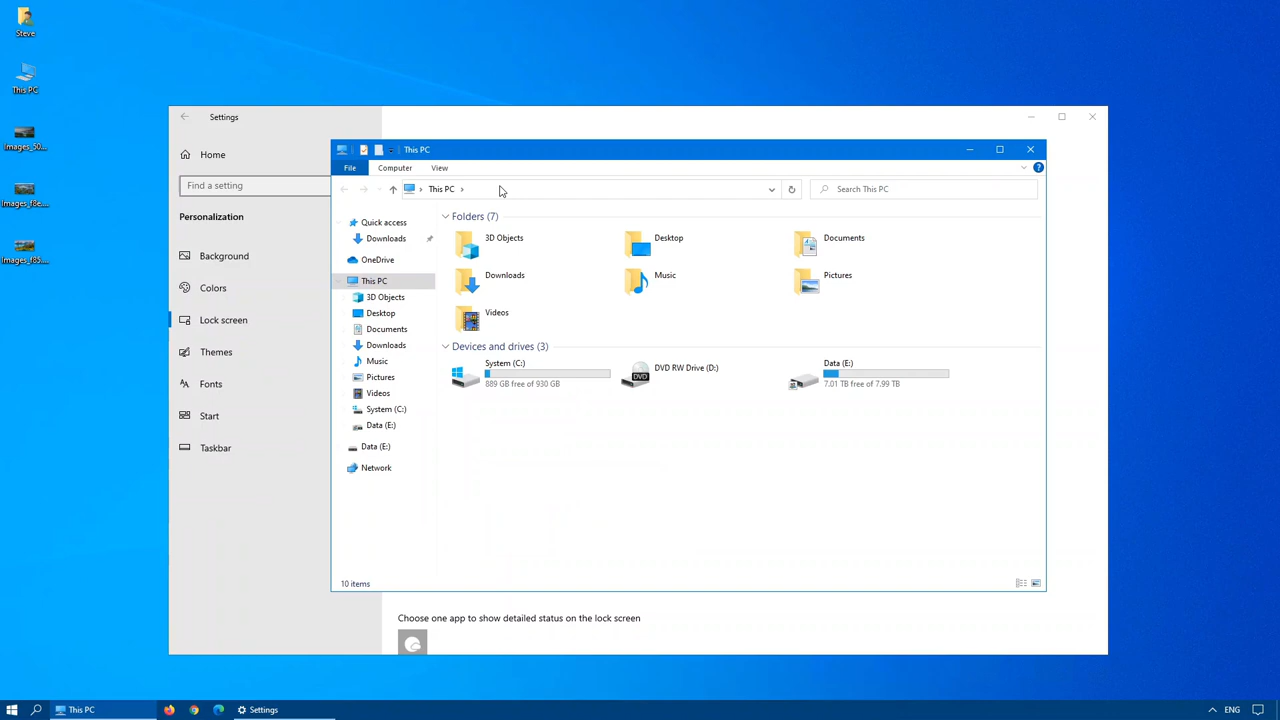 Steve
This PC
Images_50...
Images_f8e...
Images_f85...
Settings
Home
Find a setting
Personalization
Background
Colors
Lock screen
Themes
Fonts
Start
Taskbar
This PC
File Computer View
This PC
Search This PC
Quick access
Downloads
OneDrive
This PC
3D Objects
Desktop
Documents
Downloads
Music
Pictures
Videos
System (C:)
Data (E:)
Data (E:)
Network
Folders (7)
3D Objects
Desktop
Documents
Downloads
Music
Pictures
Videos
Devices and drives (3)
System (C:)
889 GB free of 930 GB
DVD
DVD RW Drive (D:)
Data (E:)
7.01 TB free of 7.99 TB
10 items
Choose one app to show detailed status on the lock screen
This PC
Settings
ENG